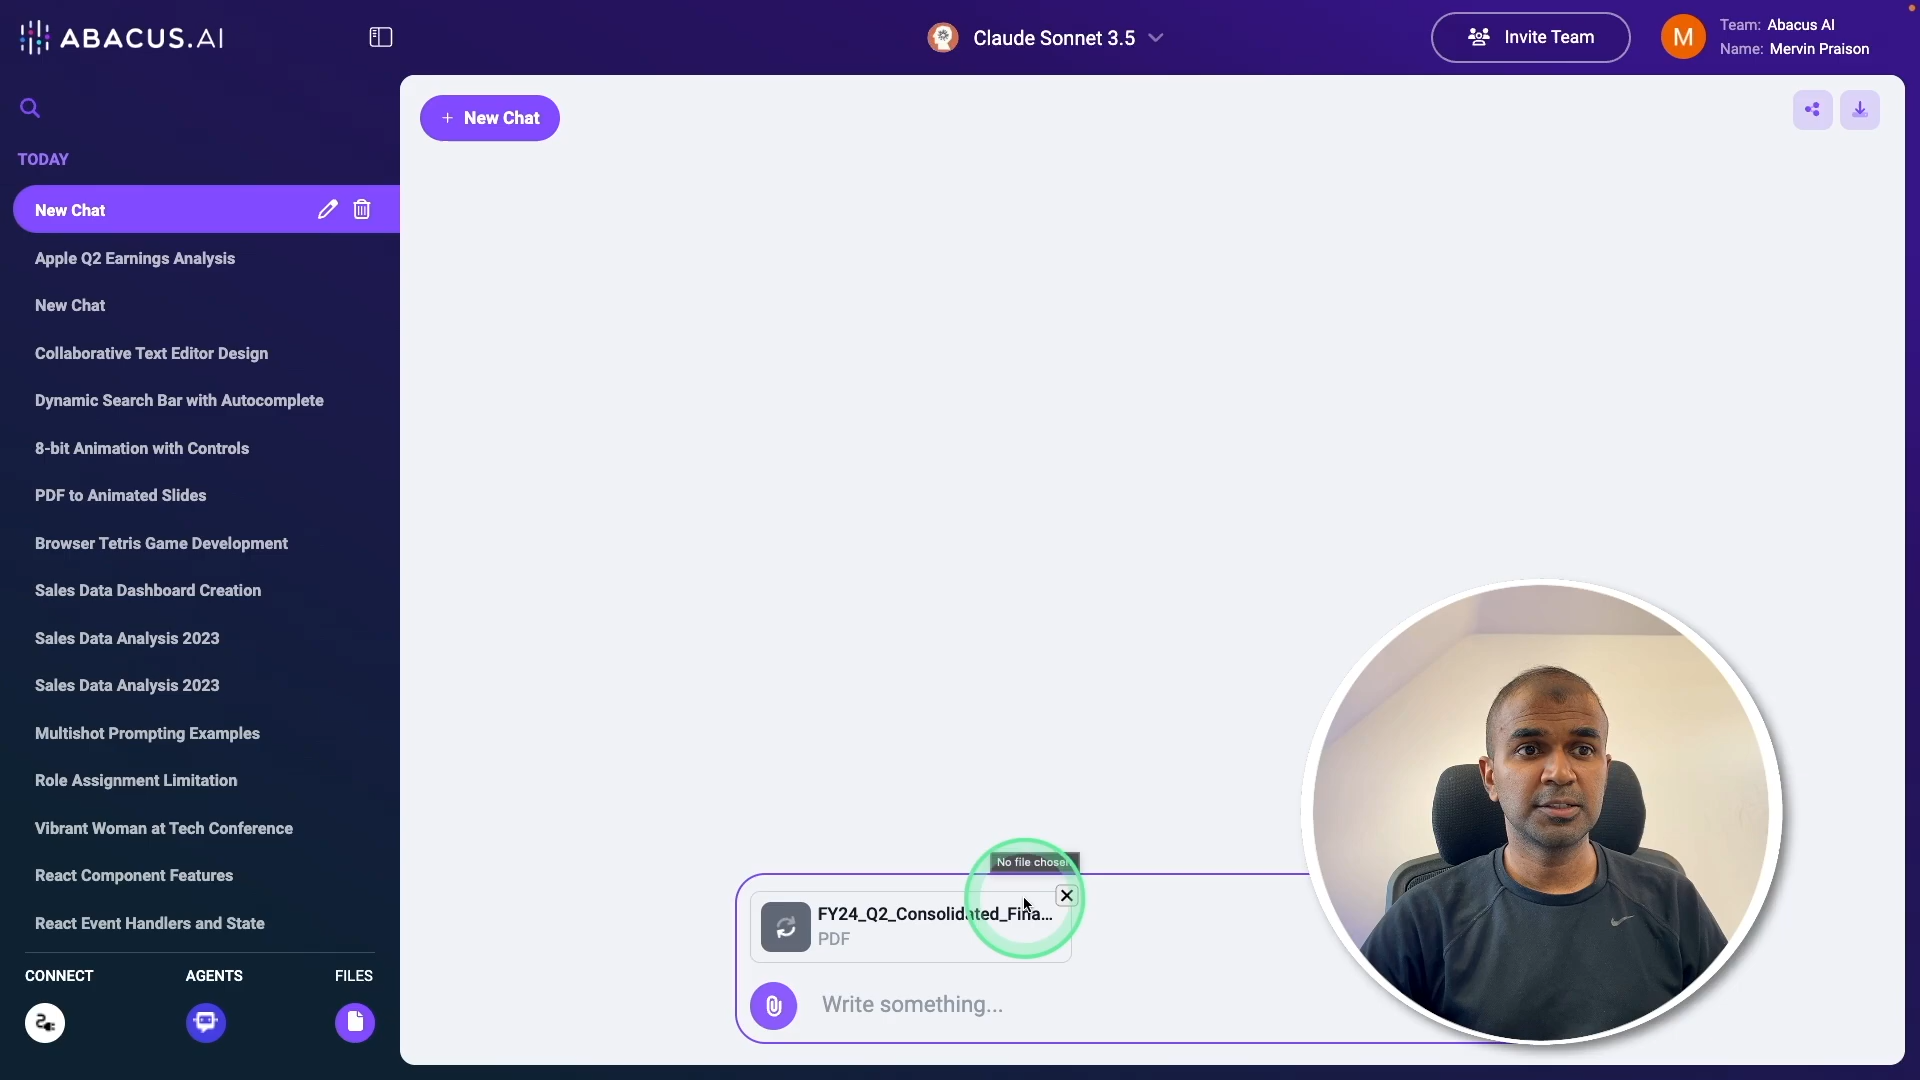 ABACUS.AI
Claude Sonnet 3.5
Invite Team
M
Team: Abacus AI
Name: Mervin Praison
+ New Chat
TODAY
New Chat
Apple Q2 Earnings Analysis
New Chat
Collaborative Text Editor Design
Dynamic Search Bar with Autocomplete
8-bit Animation with Controls
PDF to Animated Slides
Browser Tetris Game Development
Sales Data Dashboard Creation
Sales Data Analysis 2023
Sales Data Analysis 2023
Multishot Prompting Examples
Role Assignment Limitation
Vibrant Woman at Tech Conference
React Component Features
React Event Handlers and State
CONNECT
AGENTS
FILES
No file chosen
FY24_Q2_Consolidated_Fina...
PDF
Write something...